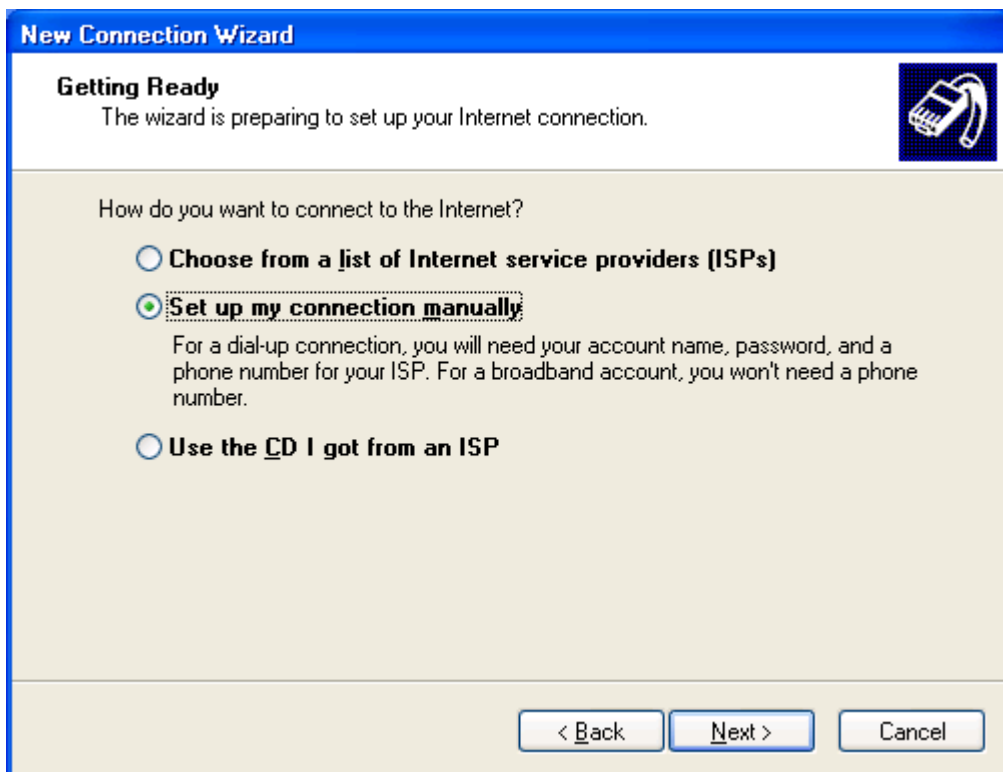 New Connection Wizard
Getting Ready
The wizard is preparing to set up your Internet connection.
How do you want to connect to the Internet?
Choose from a list of Internet service providers (ISPs)
Set up my connection manually
For a dial-up connection, you will need your account name, password, and a
phone number for your ISP. For a broadband account, you won't need a phone
number.
Use the CD I got from an ISP
< Back Next > Cancel